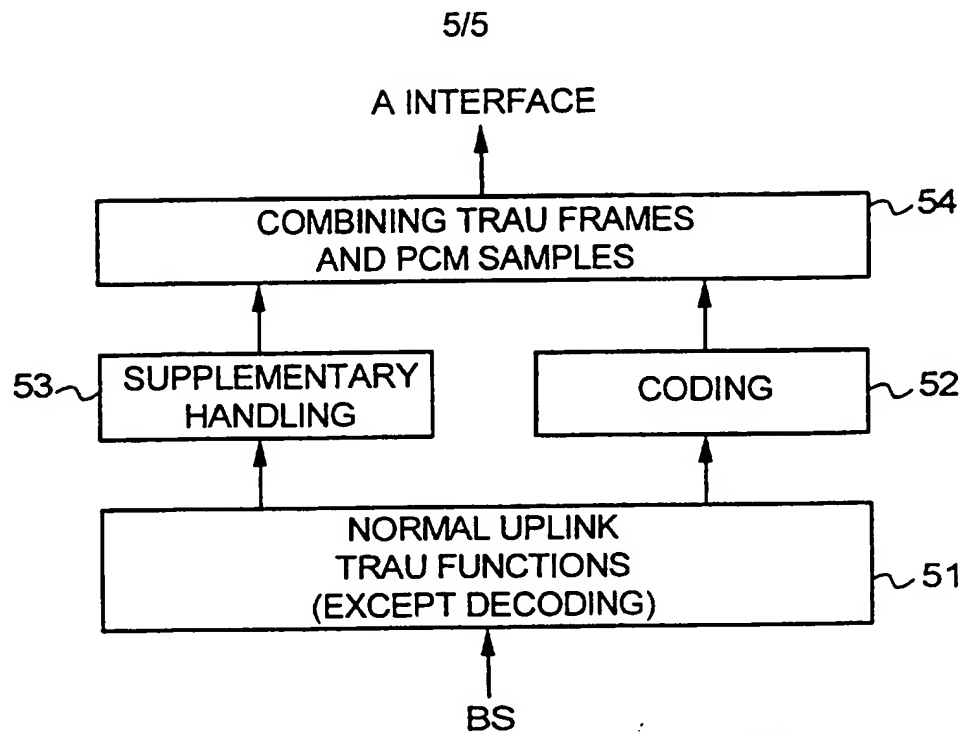 5/5
A INTERFACE
COMBINING TRAU FRAMES
AND PCM SAMPLES
54
53
SUPPLEMENTARY
HANDLING
CODING
52
NORMAL UPLINK
TRAU FUNCTIONS
(EXCEPT DECODING)
51
BS